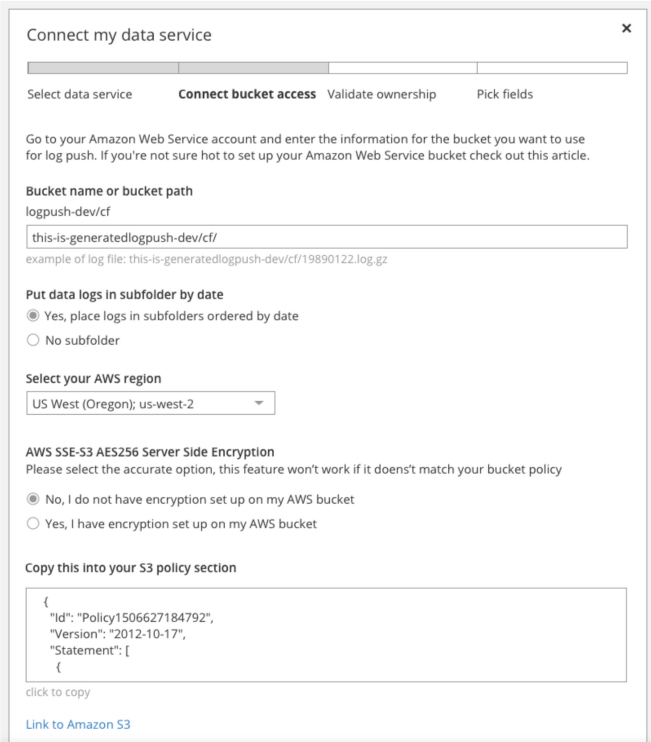 Connect my data service
×
Select data service Connect bucket access Validate ownership Pick fields
Go to your Amazon Web Service account and enter the information for the bucket you want to use
for log push. If you're not sure hot to set up your Amazon Web Service bucket check out this article.
Bucket name or bucket path
logpush-dev/cf
this-is-generatedlogpush-dev/cf/
example of log file: this-is-generatedlogpush-dev/cf/19890122.log.gz
Put data logs in subfolder by date
Yes, place logs in subfolders ordered by date
No subfolder
Select your AWS region
US West (Oregon); us-west-2
AWS SSE-S3 AES256 Server Side Encryption
Please select the accurate option, this feature won't work if it doens't match your bucket policy
No, I do not have encryption set up on my AWS bucket
Yes, I have encryption set up on my AWS bucket
Copy this into your S3 policy section
{
"Id": "Policy1506627184792",
"Version": "2012-10-17",
"Statement": [
{
click to copy
Link to Amazon S3